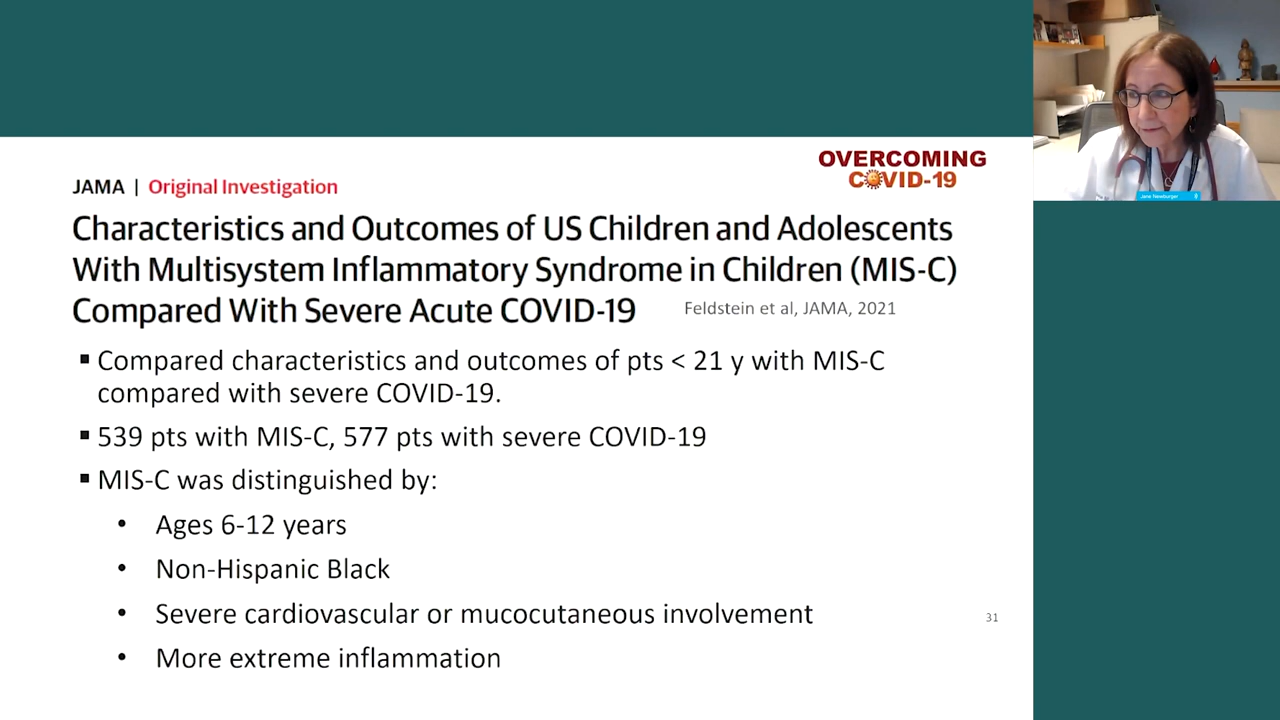 OVERCOMING
COVID-19
JAMA | Original Investigation
Characteristics and Outcomes of US Children and Adolescents
With Multisystem Inflammatory Syndrome in Children (MIS-C)
Compared With Severe Acute COVID-19
Feldstein et al, JAMA, 2021
▪ Compared characteristics and outcomes of pts < 21 y with MIS-C
compared with severe COVID-19.
▪ 539 pts with MIS-C, 577 pts with severe COVID-19
▪ MIS-C was distinguished by:
• Ages 6-12 years
• Non-Hispanic Black
• Severe cardiovascular or mucocutaneous involvement
• More extreme inflammation
31
Jane Newburger